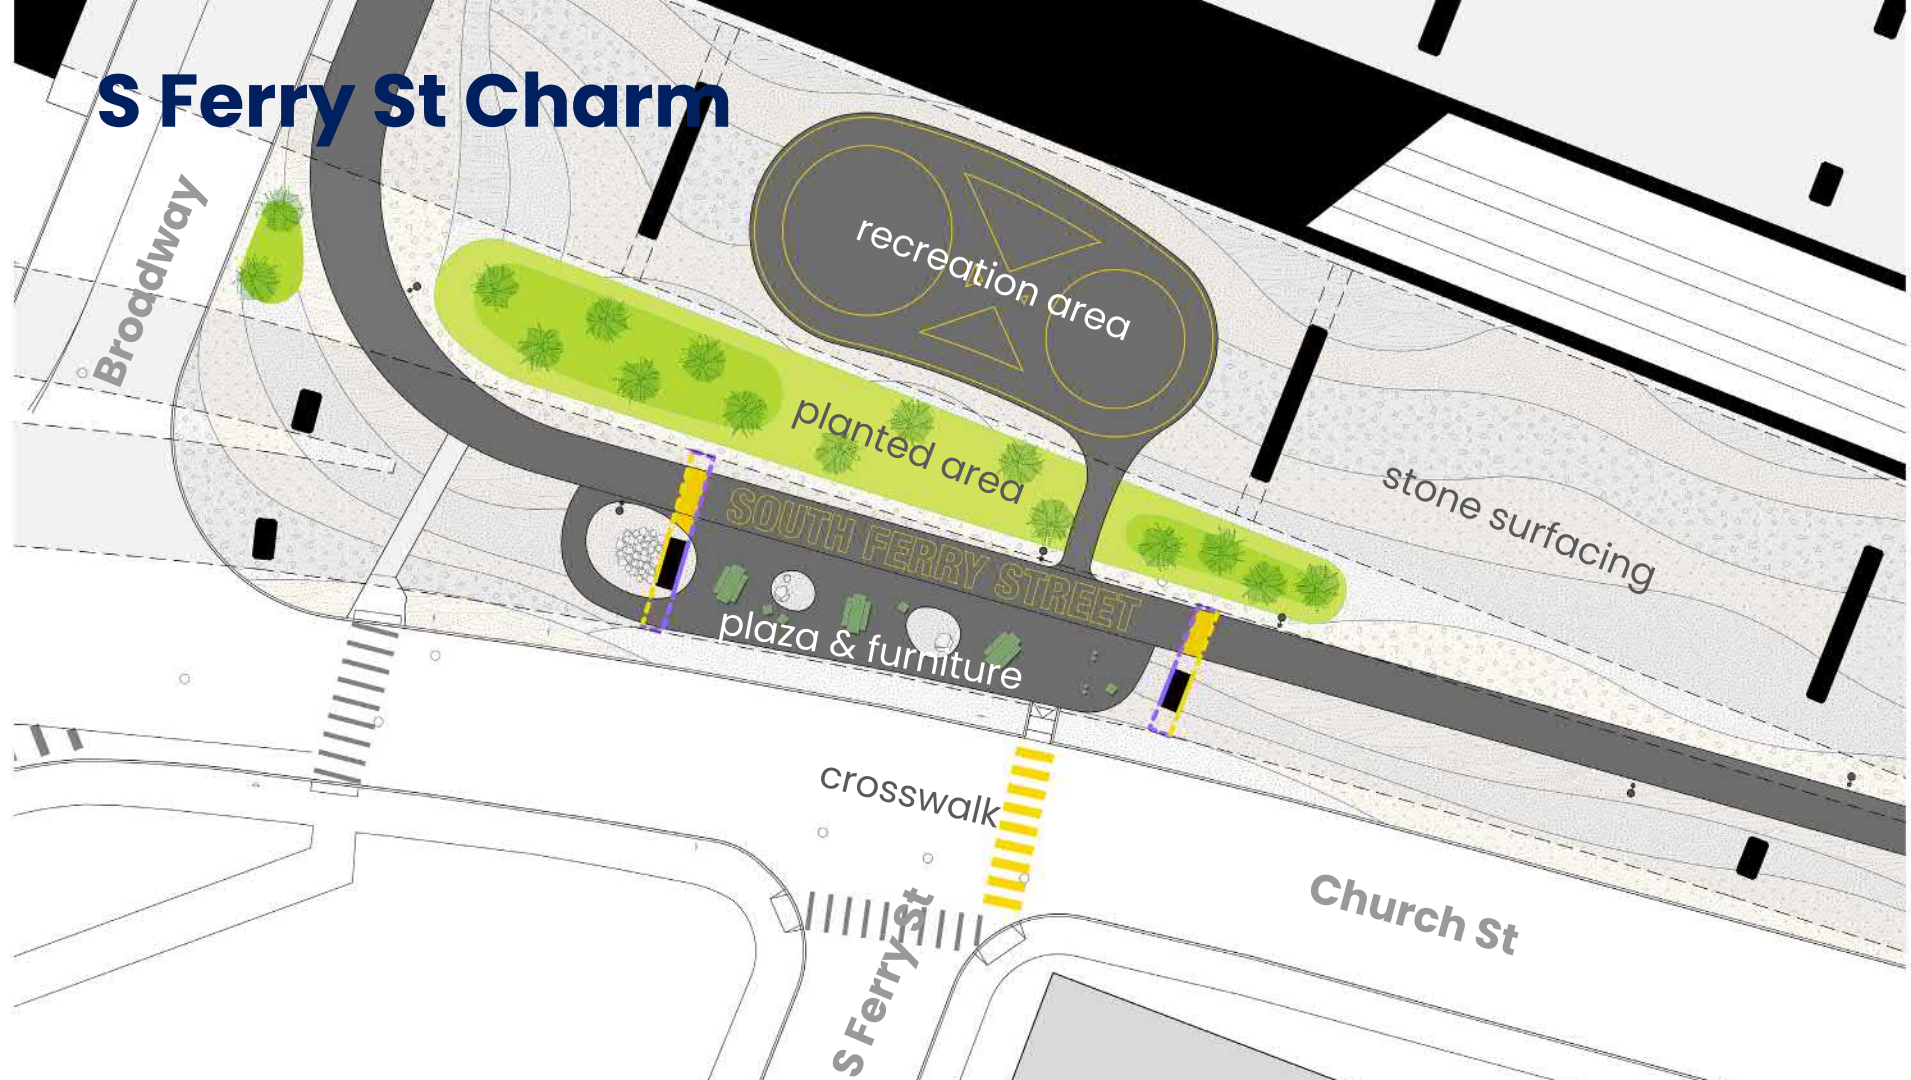 S Ferry St Charm
Broadway
recreation area
planted area
stone surfacing
SOUTH FERRY STREET
plaza & furniture
crosswalk
Church St
S Ferry St